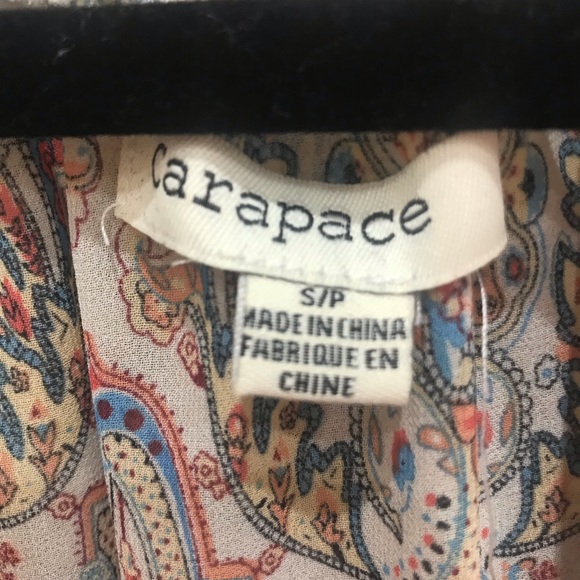 Carapace
S/P
MADE IN CHINA
FABRIQUE EN
CHINE